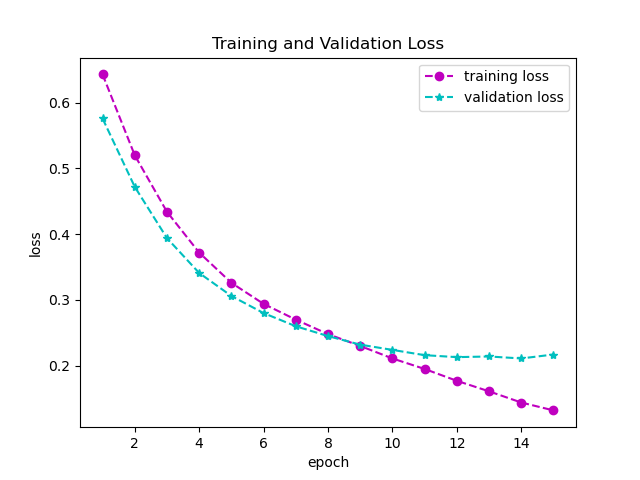 Training and Validation Loss
training loss
validation loss
0.6
0.5
0.4
0.3
0.2
loss
2 4 6 8 10 12 14
epoch